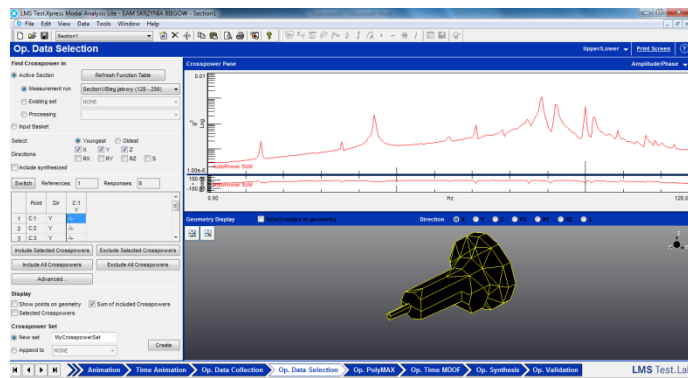 LMS Test.Xpress Modal Analysis Lite - EAM SKRZYNIA BIEGÓW - Section1
File Edit View Data Tools Window Help
Section1
Op. Data Selection
Upper/Lower Print Screen
Find Crosspower in
Active Section Refresh Function Table
Measurement run Section1/Bieg jalowy (128 - 256)
Existing set NONE
Processing
Input Basket
Select: Youngest Oldest
Directions: X Y Z
RX RY RZ S
Include synthesized
Switch References: 1 Responses: 8
Point Dir C:1
Y
1 C:1 Y -/-
2 C:2 Y -/-
3 C:3 Y -/-
Include Selected Crosspowers Exclude Selected Crosspowers
Include All Crosspowers Exclude All Crosspowers
Advanced...
Display
Show points on geometry Sum of included Crosspowers
Selected Crosspowers
Crosspower Set
New set MyCrosspowerSet
Append to NONE
Create
Crosspower Pane Amplitude/Phase
0.01
Log
AutoPower SUM
1.00e-6
AutoPower SUM
0.00 Hz 128.0
Geometry Display Select nodes in geometry Direction X Y Z RX RY RZ S
Animation Time Animation Op. Data Collection Op. Data Selection Op. PolyMAX Op. Time MDOF Op. Synthesis Op. Validation LMS Test.Lab